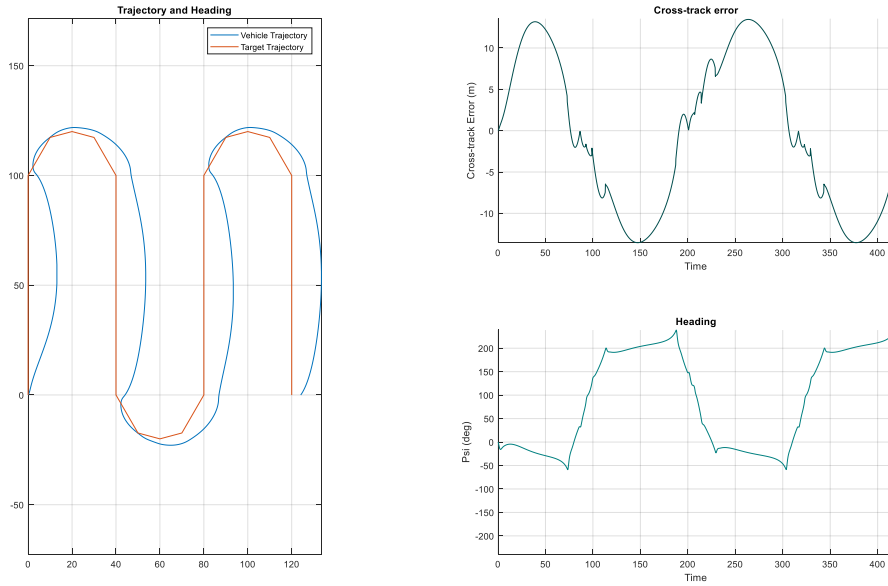 Trajectory and Heading
Vehicle Trajectory
Target Trajectory
150
100
50
0
-50
0 20 40 60 80 100 120
Cross-track error
Cross-track Error (m)
10
5
0
-5
-10
0 50 100 150 200 250 300 350 400
Time
Heading
Psi (deg)
200
150
100
50
0
-50
-100
-150
-200
0 50 100 150 200 250 300 350 400
Time